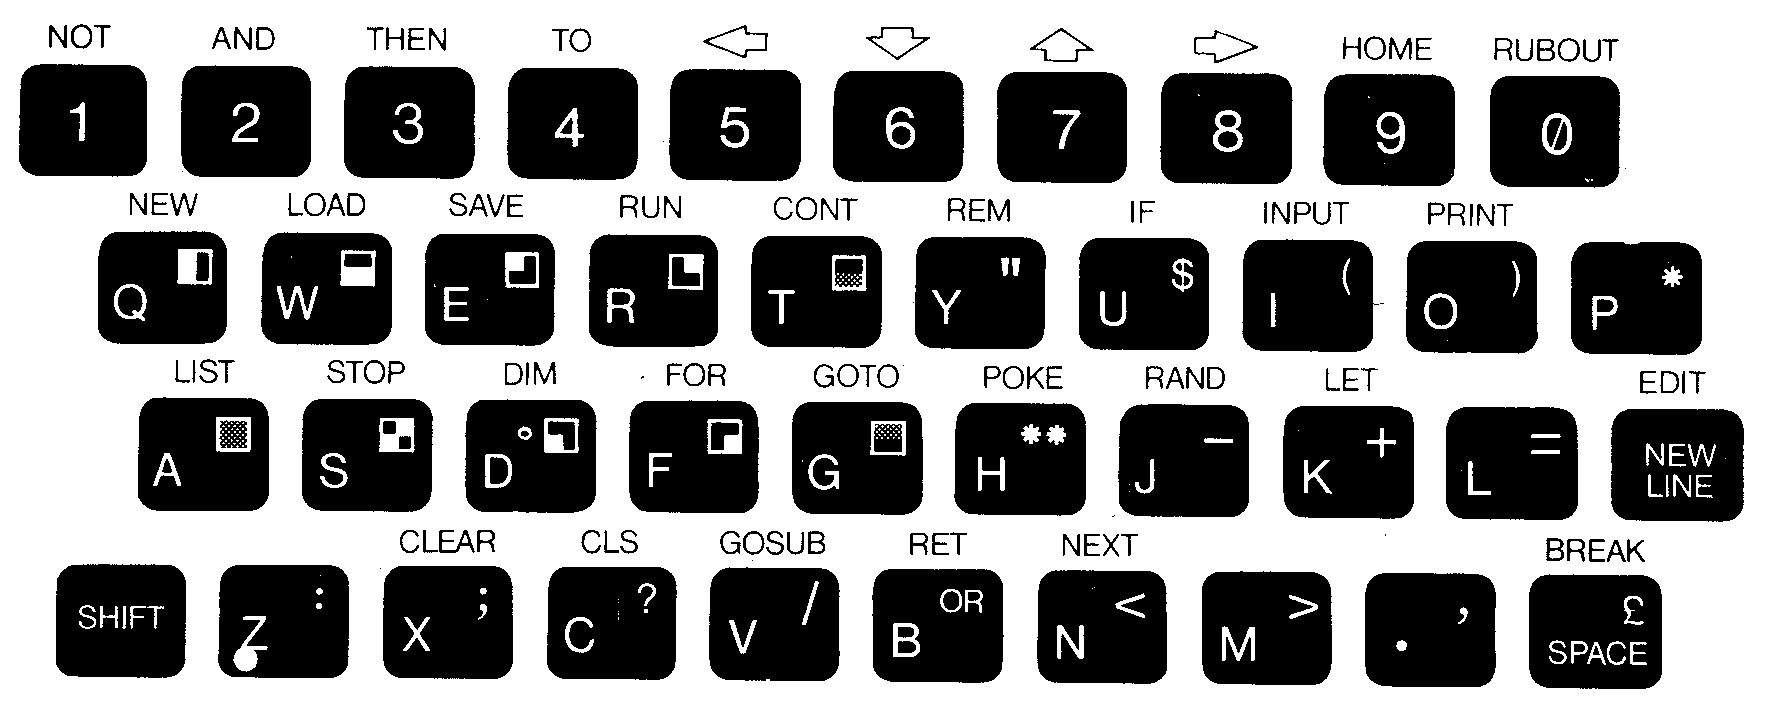 NOT AND THEN TO HOME RUBOUT
1 2 3 4 5 6 7 8 9 0
NEW LOAD SAVE RUN CONT REM IF INPUT PRINT
Q W E R T Y " U $ I ( O ) P *
LIST STOP DIM FOR GOTO POKE RAND LET EDIT
A S D F G H ** J - K + L = NEW LINE
CLEAR CLS GOSUB RET NEXT BREAK
SHIFT Z : X ; C ? V / B OR N < M > . , £ SPACE